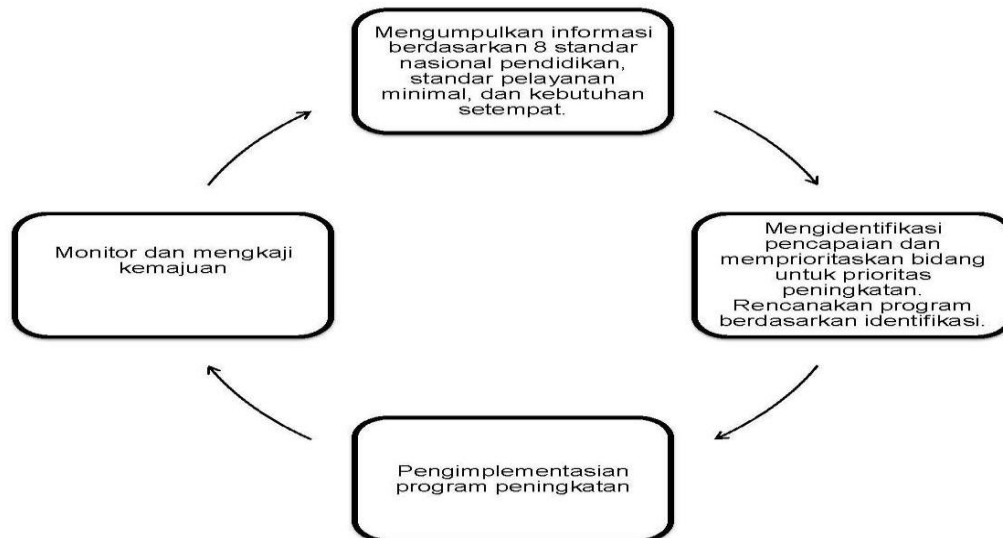 Mengumpulkan informasi
berdasarkan 8 standar
nasional pendidikan,
standar pelayanan
minimal, dan kebutuhan
setempat.
Mengidentifikasi
pencapaian dan
memprioritaskan bidang
untuk prioritas
peningkatan.
Rencanakan program
berdasarkan identifikasi.
Pengimplementasian
program peningkatan
Monitor dan mengkaji
kemajuan